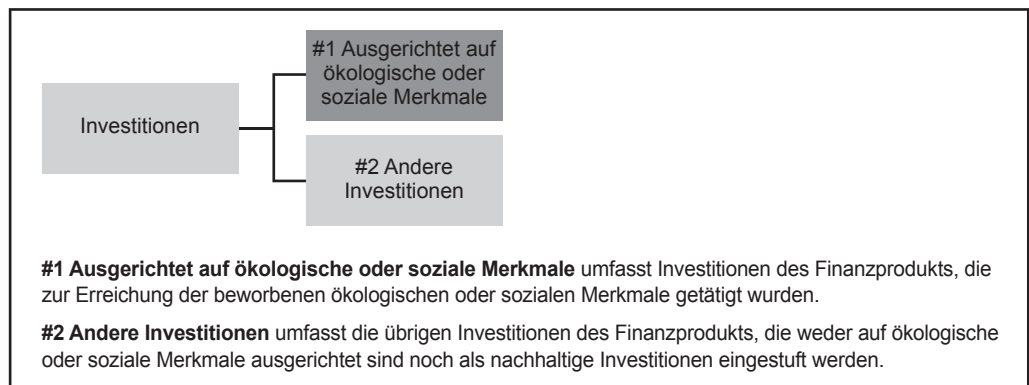 #1 Ausgerichtet auf
ökologische oder
soziale Merkmale
Investitionen
#2 Andere
Investitionen
#1 Ausgerichtet auf ökologische oder soziale Merkmale umfasst Investitionen des Finanzprodukts, die
zur Erreichung der beworbenen ökologischen oder sozialen Merkmale getätigt wurden.
#2 Andere Investitionen umfasst die übrigen Investitionen des Finanzprodukts, die weder auf ökologische
oder soziale Merkmale ausgerichtet sind noch als nachhaltige Investitionen eingestuft werden.